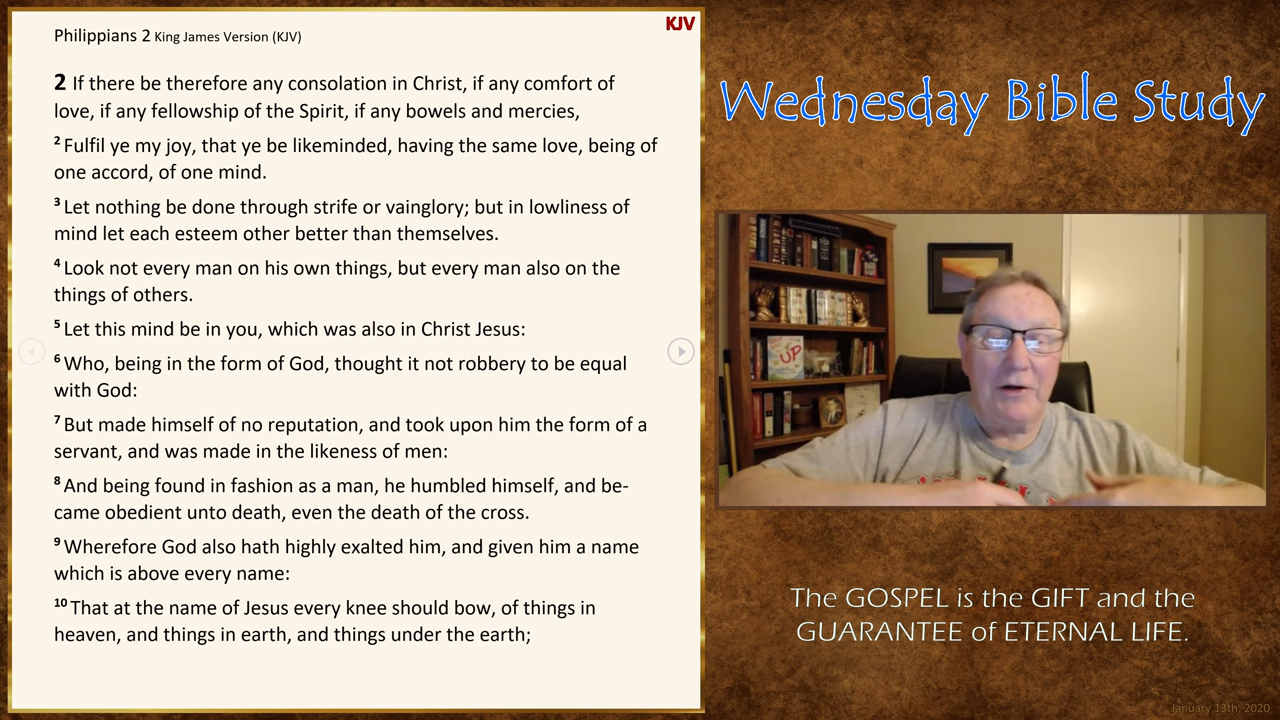 KJV
Philippians 2 King James Version (KJV)
2 If there be therefore any consolation in Christ, if any comfort of
love, if any fellowship of the Spirit, if any bowels and mercies,
2 Fulfil ye my joy, that ye be likeminded, having the same love, being of
one accord, of one mind.
3 Let nothing be done through strife or vainglory; but in lowliness of
mind let each esteem other better than themselves.
4 Look not every man on his own things, but every man also on the
things of others.
5 Let this mind be in you, which was also in Christ Jesus:
6 Who, being in the form of God, thought it not robbery to be equal
with God:
7 But made himself of no reputation, and took upon him the form of a
servant, and was made in the likeness of men:
8 And being found in fashion as a man, he humbled himself, and be-
came obedient unto death, even the death of the cross.
9 Wherefore God also hath highly exalted him, and given him a name
which is above every name:
10 That at the name of Jesus every knee should bow, of things in
heaven, and things in earth, and things under the earth;
Wednesday Bible Study
UP
The GOSPEL is the GIFT and the
GUARANTEE of ETERNAL LIFE.
January 13th, 2020